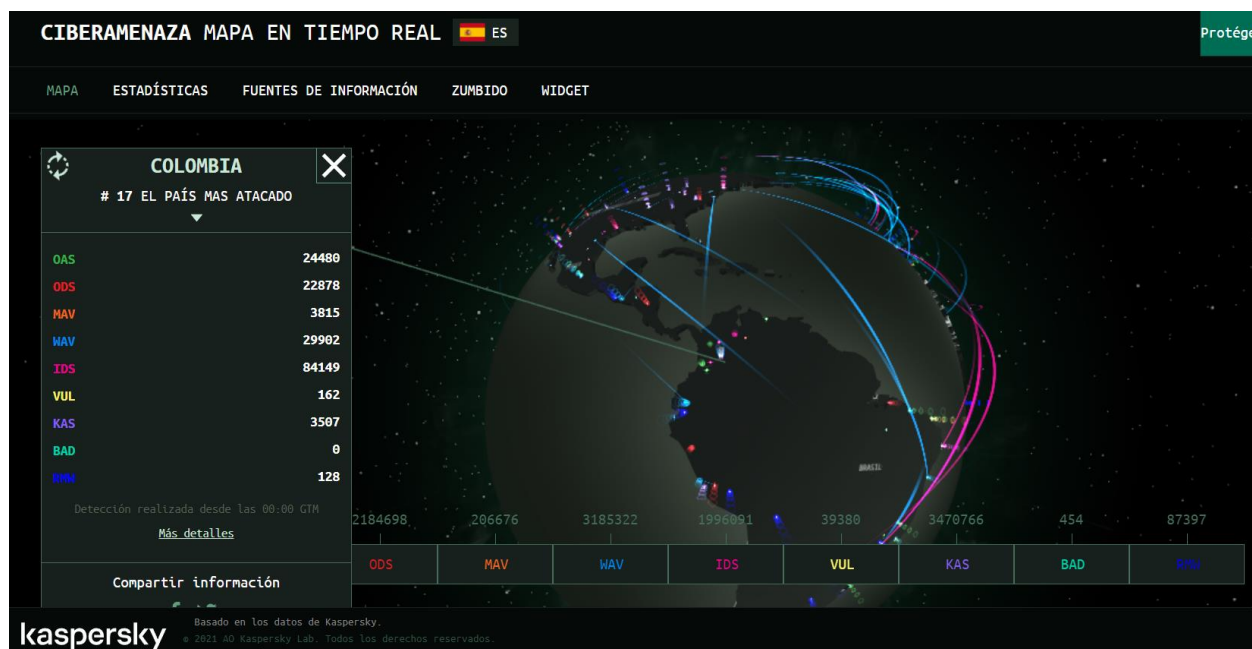 CIBERAMENAZA MAPA EN TIEMPO REAL ES
Protége
MAPA ESTADÍSTICAS FUENTES DE INFORMACIÓN ZUMBIDO WIDGET
COLOMBIA
# 17 EL PAÍS MAS ATACADO
OAS 24480
ODS 22878
MAV 3815
WAV 29902
IDS 84149
VUL 162
KAS 3507
BAD 0
RMW 128
Detección realizada desde las 00:00 GTM
Más detalles
Compartir información
BRASIL
2184698 206676 3185322 1996091 39380 3470766 454 87397
ODS MAV WAV IDS VUL KAS BAD RMW
kaspersky
Basado en los datos de Kaspersky.
© 2021 AO Kaspersky Lab. Todos los derechos reservados.